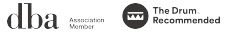 dba
Association
Member
The Drum.
Recommended